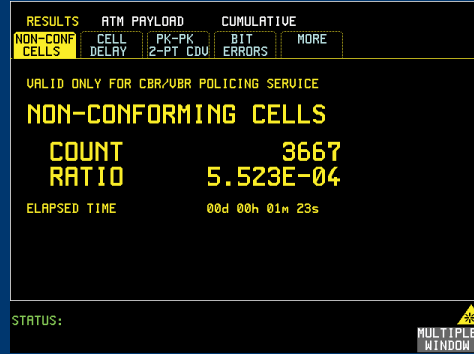 RESULTS ATM PAYLOAD CUMULATIVE
NON-CONF CELLS
CELL DELAY
PK-PK 2-PT CDV
BIT ERRORS
MORE
VALID ONLY FOR CBR/VBR POLICING SERVICE
NON-CONFORMING CELLS
COUNT 3667
RATIO 5.523E-04
ELAPSED TIME 00d 00h 01m 23s
STATUS:
MULTIPLE
WINDOW